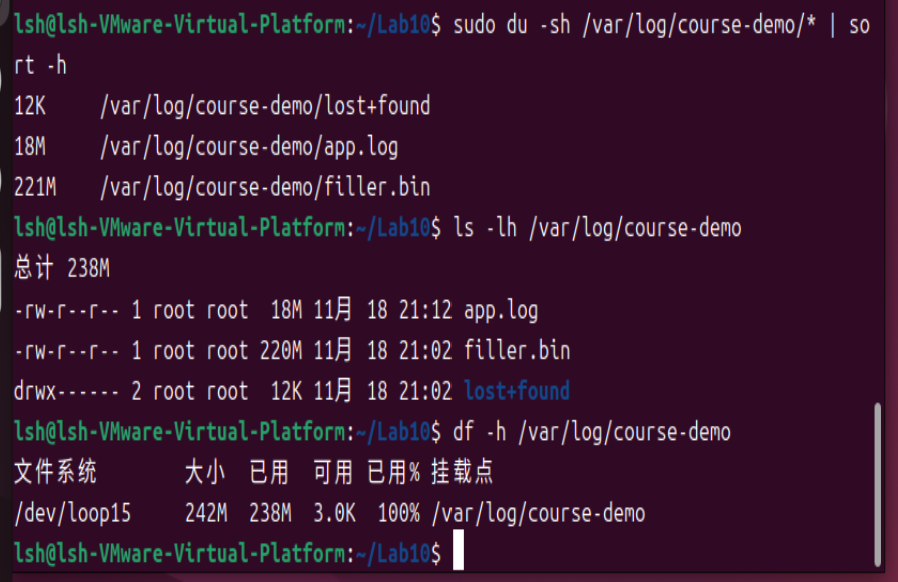 lsh@lsh-VMware-Virtual-Platform:~/Lab10$ sudo du -sh /var/log/course-demo/* | so
rt -h
12K     /var/log/course-demo/lost+found
18M     /var/log/course-demo/app.log
221M    /var/log/course-demo/filler.bin
lsh@lsh-VMware-Virtual-Platform:~/Lab10$ ls -lh /var/log/course-demo
总计 238M
-rw-r--r-- 1 root root  18M 11月 18 21:12 app.log
-rw-r--r-- 1 root root 220M 11月 18 21:02 filler.bin
drwx------ 2 root root  12K 11月 18 21:02 lost+found
lsh@lsh-VMware-Virtual-Platform:~/Lab10$ df -h /var/log/course-demo
文件系统        大小  已用  可用 已用% 挂载点
/dev/loop15     242M  238M  3.0K  100% /var/log/course-demo
lsh@lsh-VMware-Virtual-Platform:~/Lab10$